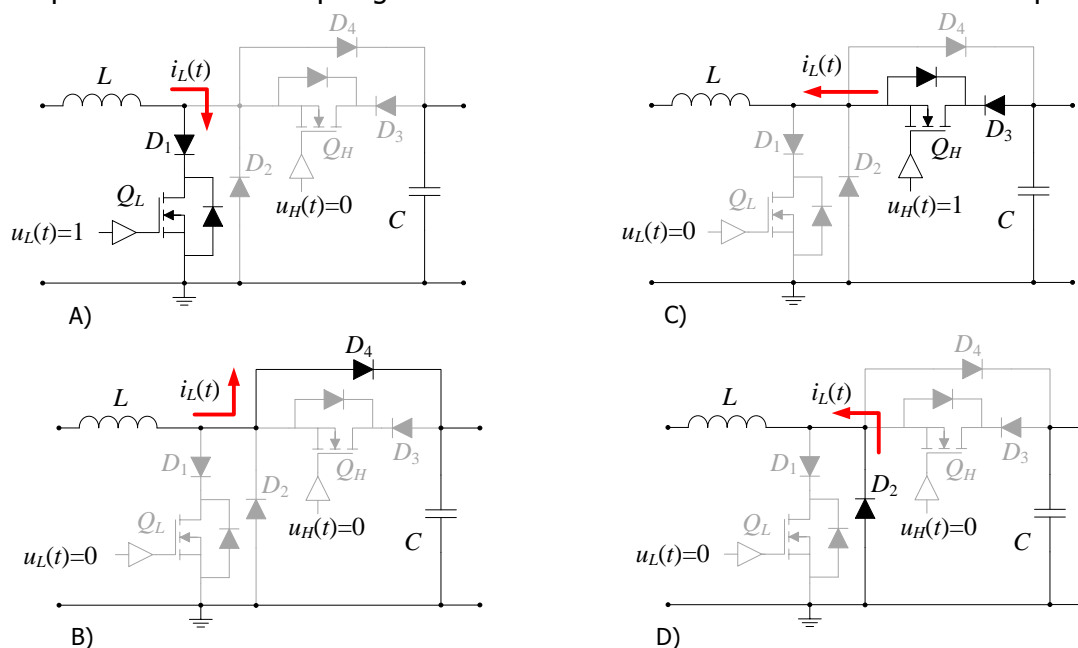 D4
L
iL(t)
D1
D2
D3
QH
QL
uH(t)=0
uL(t)=1
C
A)
D4
L
iL(t)
D1
D2
D3
QH
QL
uH(t)=1
uL(t)=0
C
C)
D4
L
iL(t)
D1
D2
D3
QH
QL
uH(t)=0
uL(t)=0
C
B)
D4
L
iL(t)
D1
D2
D3
QH
QL
uH(t)=0
uL(t)=0
C
D)